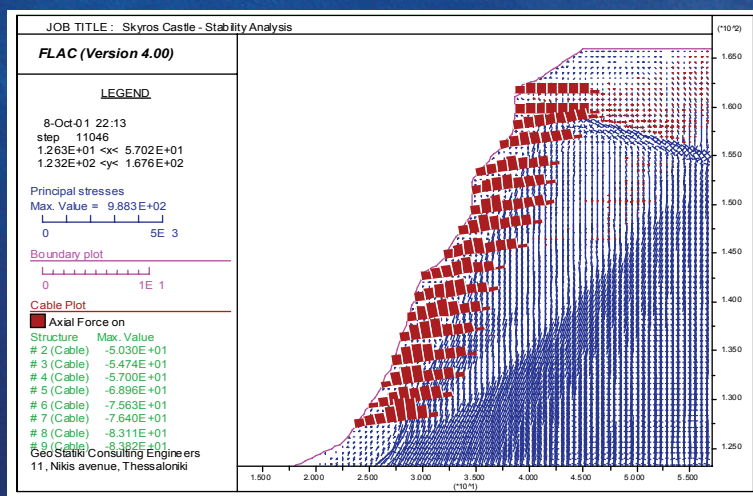 JOB TITLE : Skyros Castle - Stability Analysis
(*10^2)
FLAC (Version 4.00)
LEGEND
8-Oct-01 22:13
step 11046
1.263E+01 <x< 5.702E+01
1.232E+02 <y< 1.676E+02
Principal stresses
Max. Value = 9.883E+02
0 5E 3
Boundary plot
0 1E 1
Cable Plot
Axial Force on
Structure Max. Value
# 2 (Cable) -5.030E+01
# 3 (Cable) -5.474E+01
# 4 (Cable) -5.700E+01
# 5 (Cable) -6.896E+01
# 6 (Cable) -7.563E+01
# 7 (Cable) -7.640E+01
# 8 (Cable) -8.311E+01
# 9 (Cable) -8.382E+01
Geo Statiki Consulting Engineers
11, Nikis avenue, Thessaloniki
1.650
1.600
1.550
1.500
1.450
1.400
1.350
1.300
1.250
1.500 2.000 2.500 3.000 3.500 4.000 4.500 5.000 5.500
(*10^1)